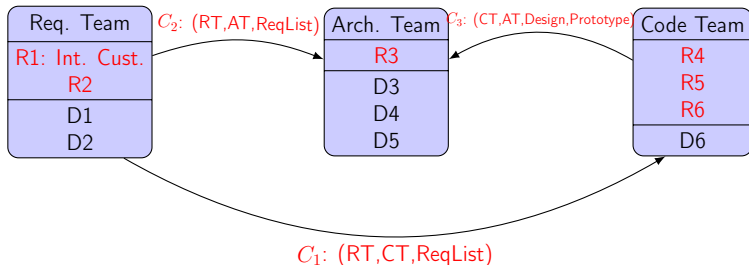 Req. Team
R1: Int. Cust.
R2
D1
D2
C₂: (RT,AT,ReqList)
Arch. Team
R3
D3
D4
D5
C₃: (CT,AT,Design,Prototype)
Code Team
R4
R5
R6
D6
C₁: (RT,CT,ReqList)